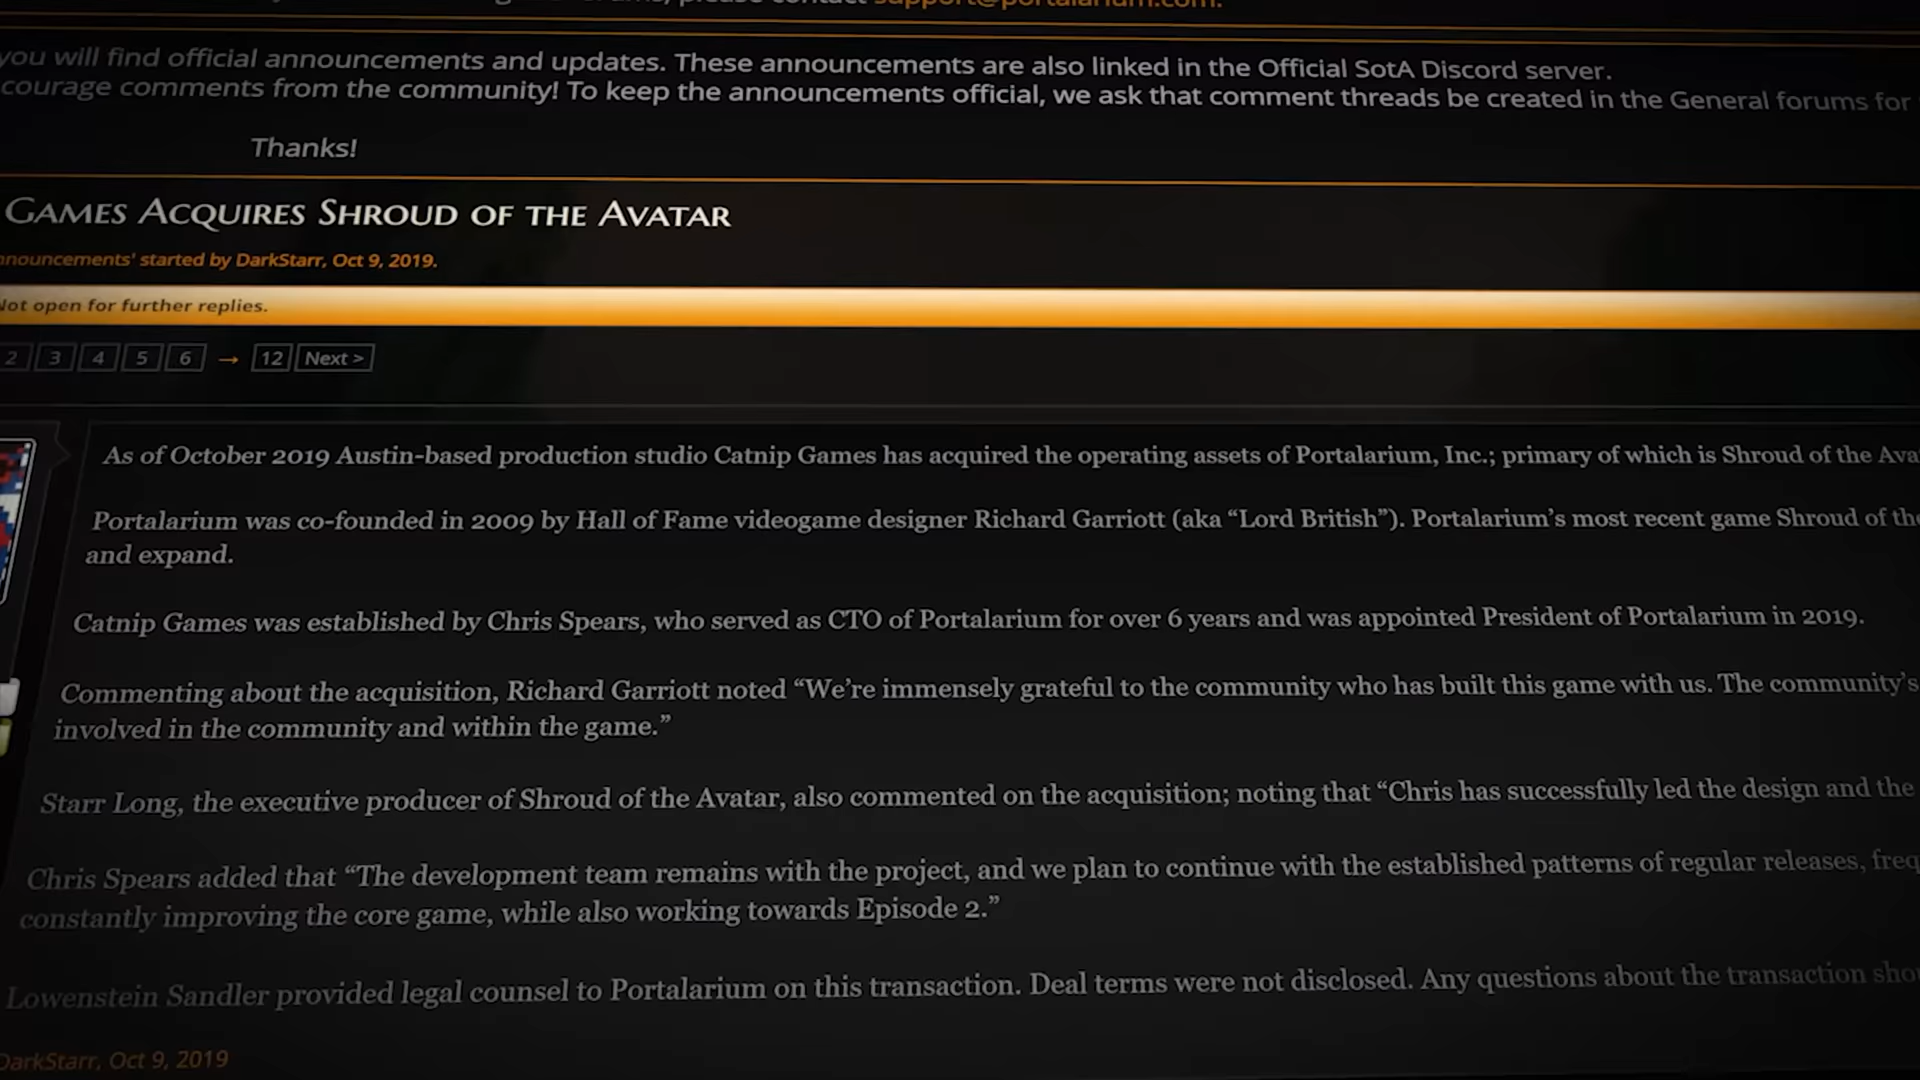 support@portalarium.com.
you will find official announcements and updates. These announcements are also linked in the Official SotA Discord server.
courage comments from the community! To keep the announcements official, we ask that comment threads be created in the General forums for
Thanks!
Games Acquires Shroud of the Avatar
nnouncements' started by DarkStarr, Oct 9, 2019.
Not open for further replies.
2 3 4 5 6 → 12 Next >
As of October 2019 Austin-based production studio Catnip Games has acquired the operating assets of Portalarium, Inc.; primary of which is Shroud of the Ava
Portalarium was co-founded in 2009 by Hall of Fame videogame designer Richard Garriott (aka “Lord British”). Portalarium’s most recent game Shroud of the
and expand.
Catnip Games was established by Chris Spears, who served as CTO of Portalarium for over 6 years and was appointed President of Portalarium in 2019.
Commenting about the acquisition, Richard Garriott noted “We’re immensely grateful to the community who has built this game with us. The community’s
involved in the community and within the game.”
Starr Long, the executive producer of Shroud of the Avatar, also commented on the acquisition; noting that “Chris has successfully led the design and the
Chris Spears added that “The development team remains with the project, and we plan to continue with the established patterns of regular releases, freq
constantly improving the core game, while also working towards Episode 2.”
Lowenstein Sandler provided legal counsel to Portalarium on this transaction. Deal terms were not disclosed. Any questions about the transaction sho
DarkStarr, Oct 9, 2019